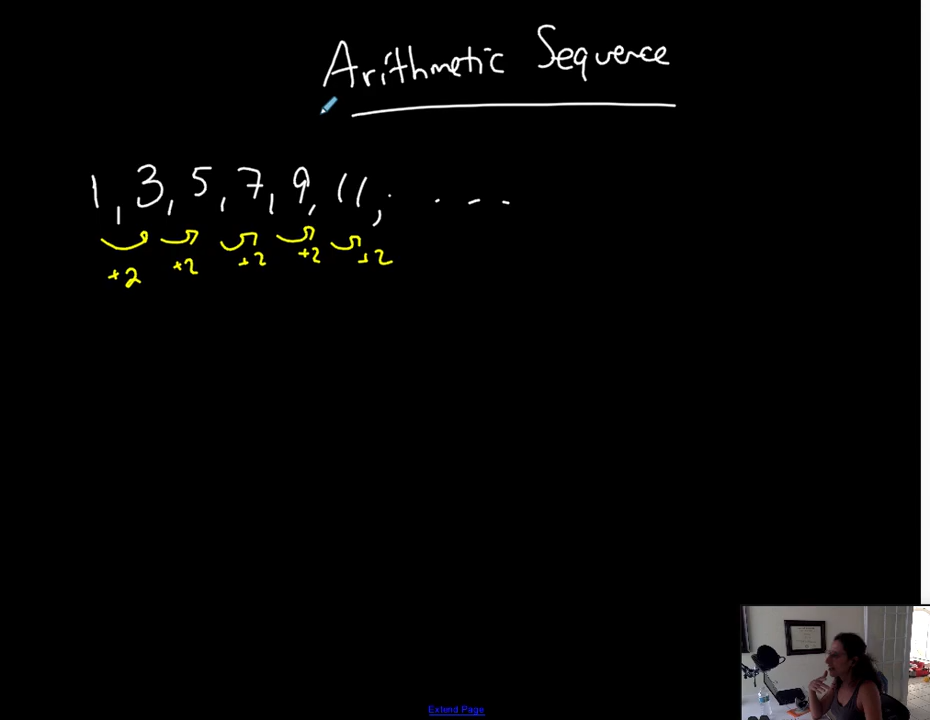 Arithmetic Sequence
1, 3, 5, 7, 9, 11, . - - -
+2 +2 +2 +2 +2
Extend Page